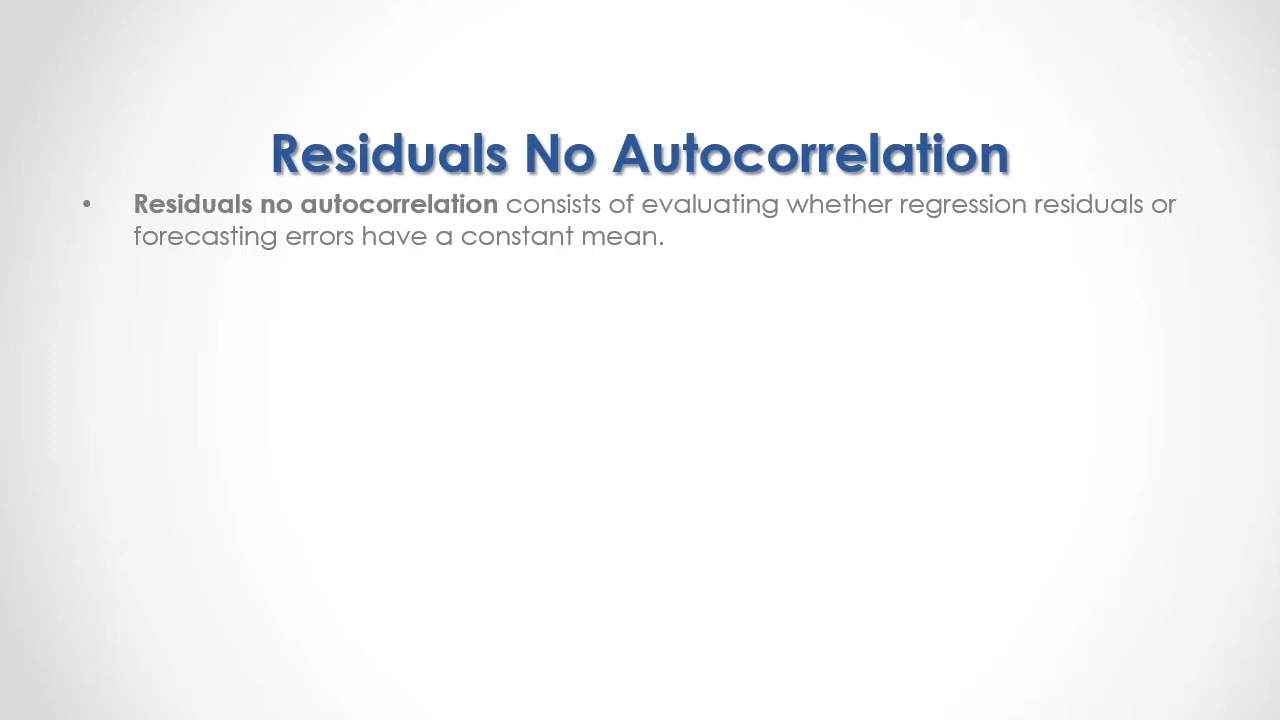 Residuals No Autocorrelation
• Residuals no autocorrelation consists of evaluating whether regression residuals or
forecasting errors have a constant mean.